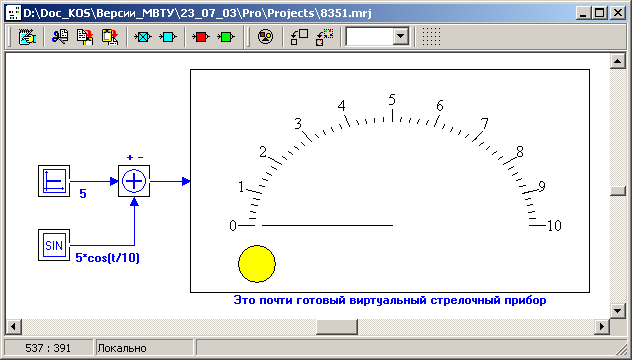 D:\Doc_KOS\Версии_МВТУ\23_07_03\Pro\Projects\8351.mrj
0 1 2 3 4 5 6 7 8 9 10
+ -
5
SIN
5*cos(t/10)
Это почти готовый виртуальный стрелочный прибор
537 : 391 Локально